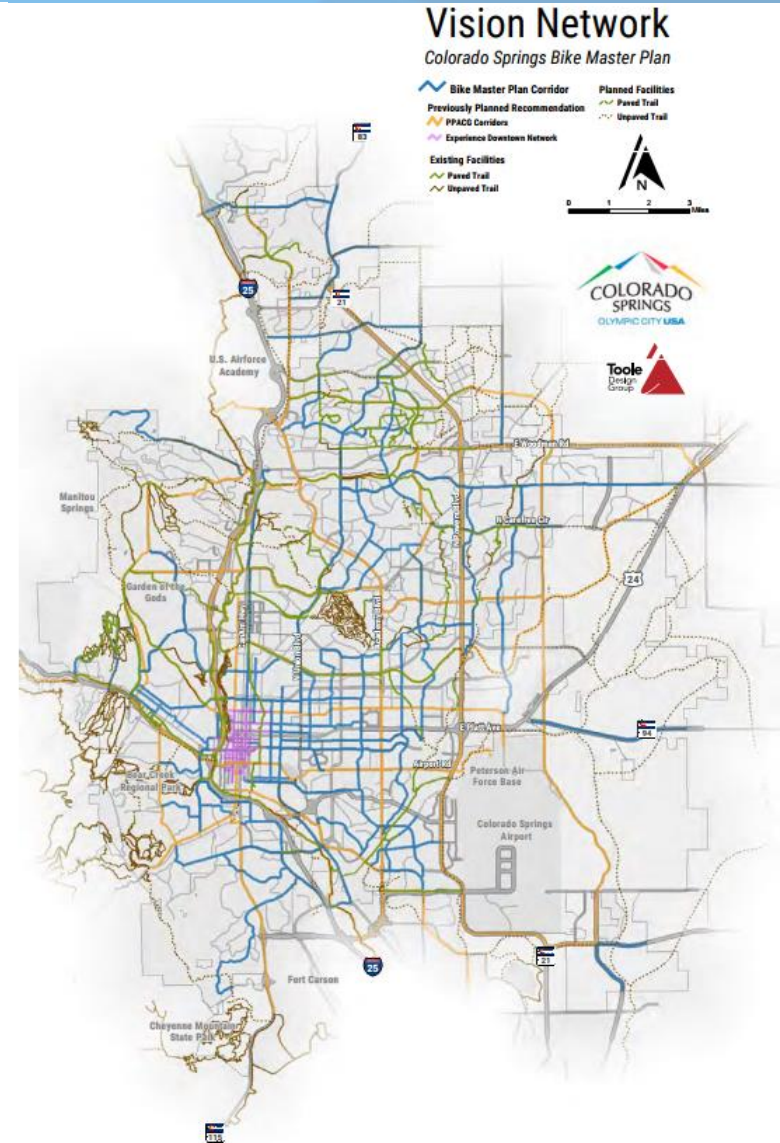 Vision Network
Colorado Springs Bike Master Plan
Bike Master Plan Corridor
Previously Planned Recommendation
PPACG Corridors
Experience Downtown Network
Existing Facilities
Paved Trail
Unpaved Trail
Planned Facilities
Paved Trail
Unpaved Trail
N
0 1 2 3
Miles
COLORADO
SPRINGS
OLYMPIC CITY USA
Toole
Design
Group
83
25
21
U.S. Airforce
Academy
E Woodmen Rd
Manitou
Springs
N Powers Blvd
N Carefree Cir
24
Garden of the
Gods
E Platte Ave
94
Airport Rd
Peterson Air
Force Base
Bear Creek
Regional Park
Colorado Springs
Airport
21
25
Fort Carson
Cheyenne Mountain
State Park
115